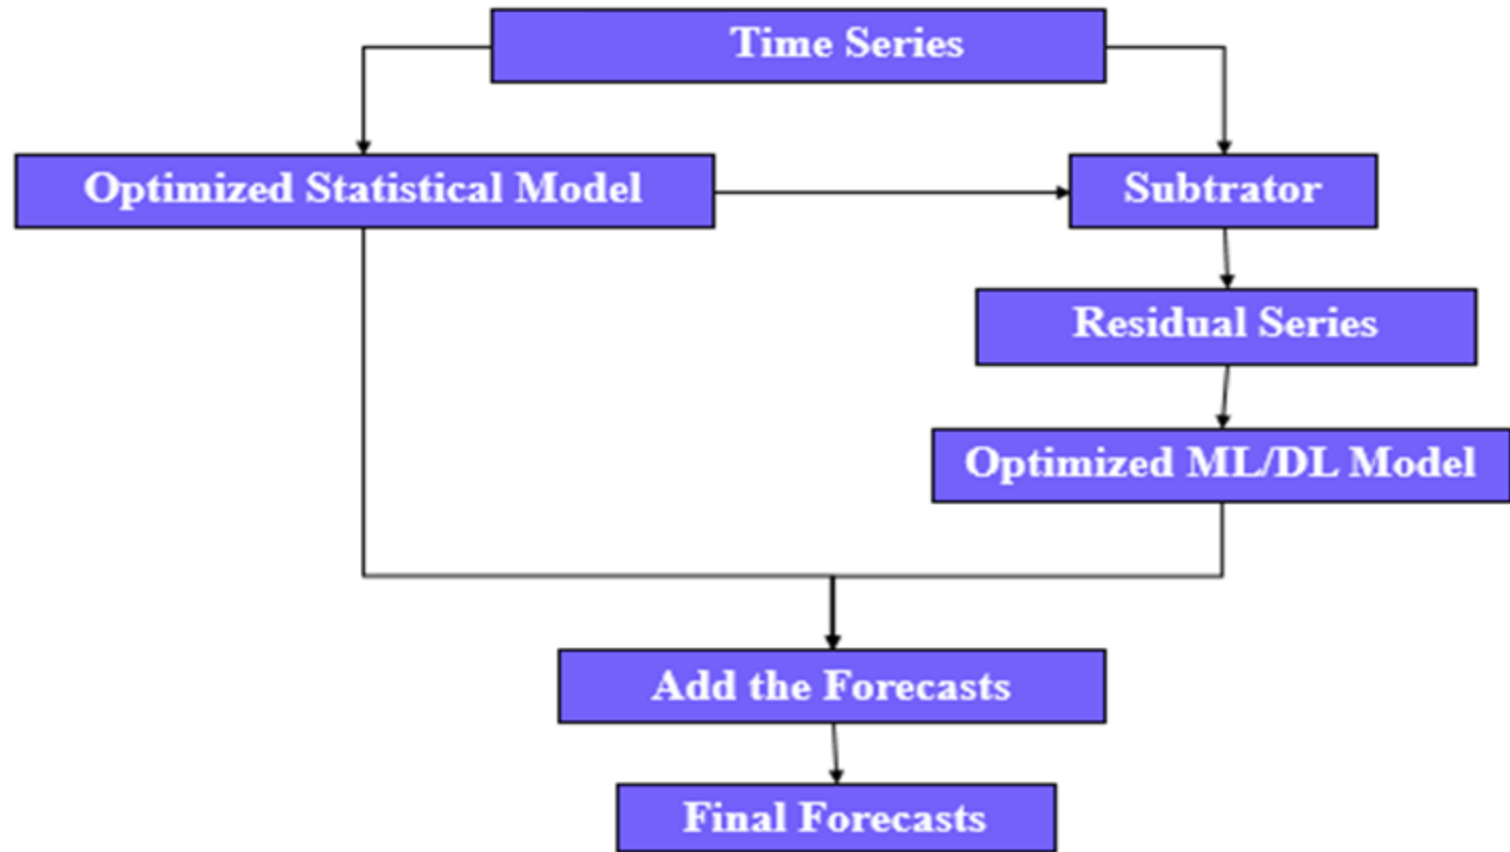 Time Series
Optimized Statistical Model
Subtrator
Residual Series
Optimized ML/DL Model
Add the Forecasts
Final Forecasts